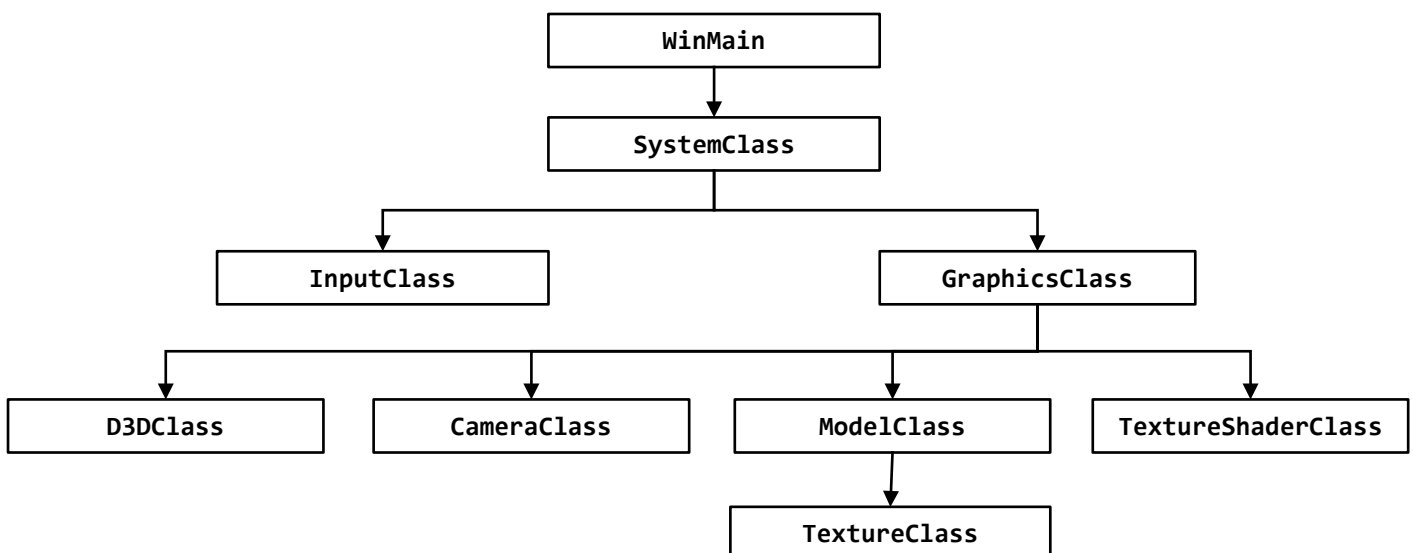 WinMain
SystemClass
InputClass
GraphicsClass
D3DClass
CameraClass
ModelClass
TextureShaderClass
TextureClass